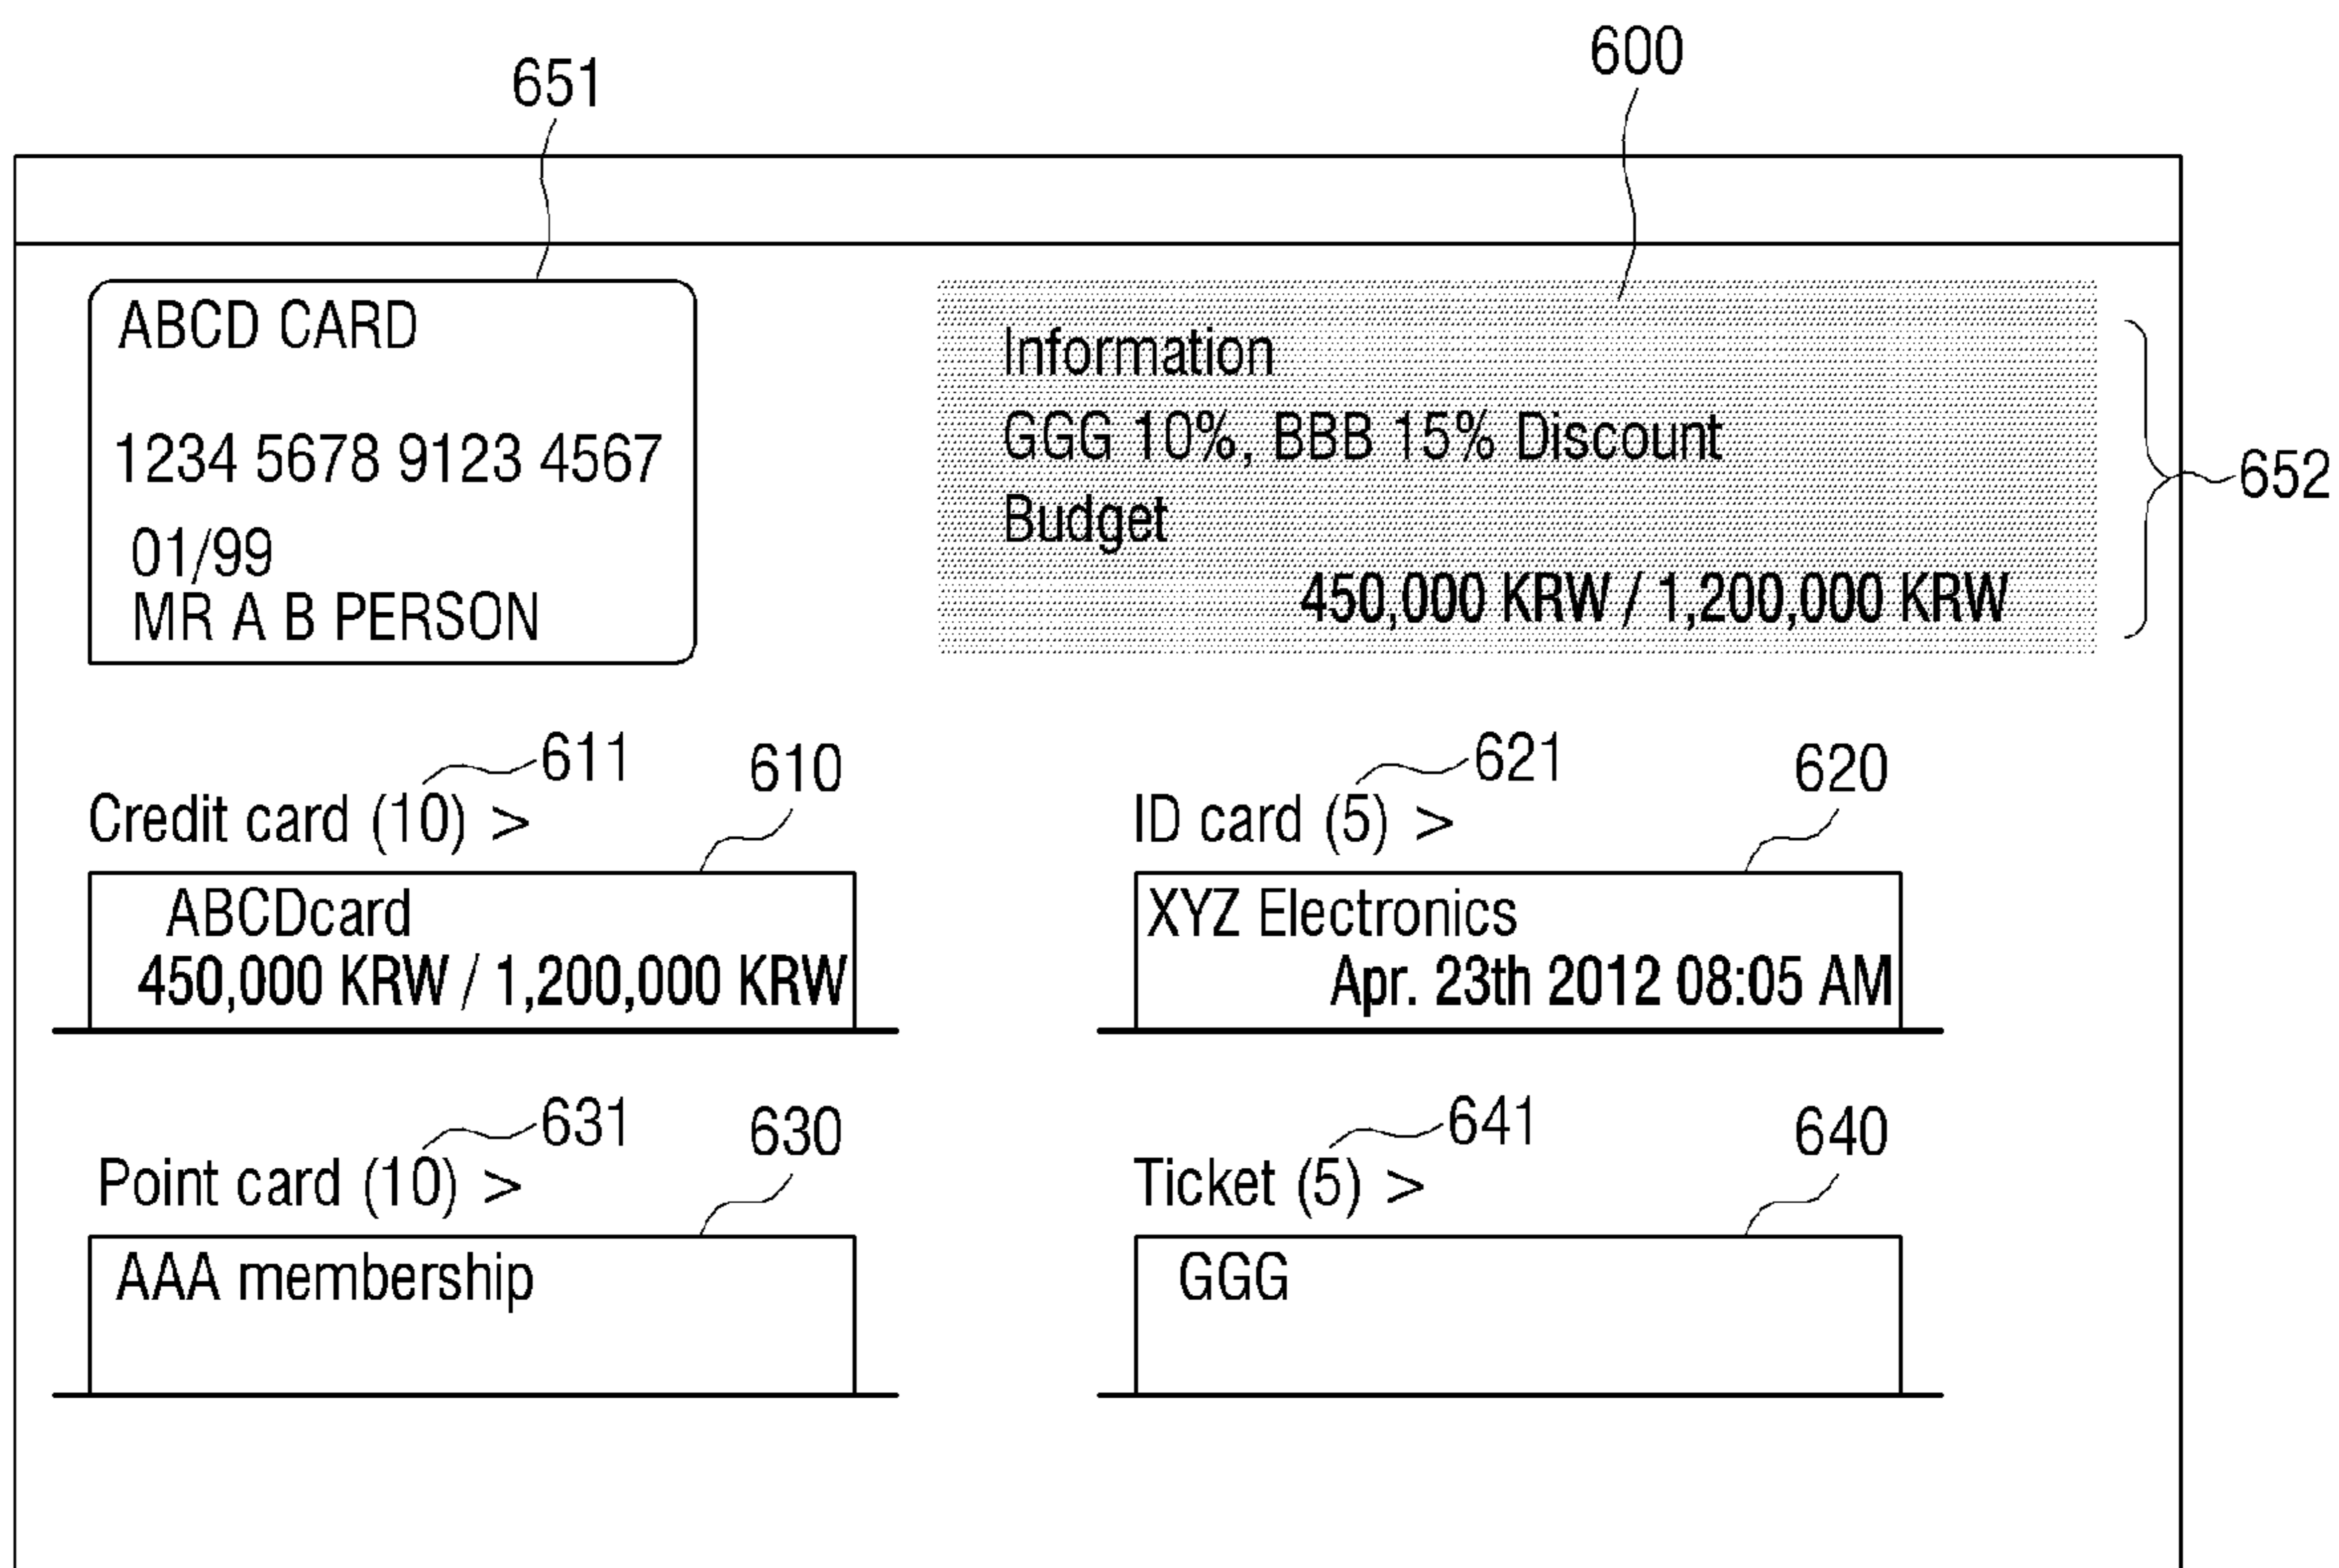 600
651
ABCD CARD
1234 5678 9123 4567
01/99
MR A B PERSON
Information
GGG 10%, BBB 15% Discount
Budget
450,000 KRW / 1,200,000 KRW
652
611
610
Credit card (10) >
ABCDcard
450,000 KRW / 1,200,000 KRW
621
620
ID card (5) >
XYZ Electronics
Apr. 23th 2012 08:05 AM
631
630
Point card (10) >
AAA membership
641
640
Ticket (5) >
GGG